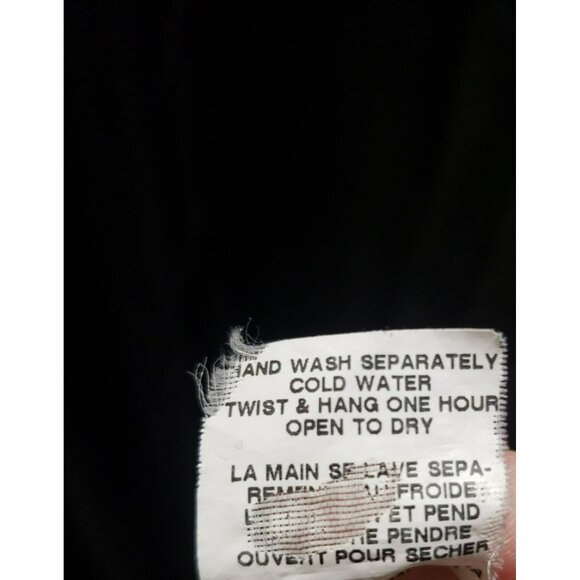 HAND WASH SEPARATELY
COLD WATER
TWIST & HANG ONE HOUR
OPEN TO DRY
LA MAIN SE LAVE SEPA-
FROIDE
ET PEND
PENDRE
OUVERT POUR SECHER